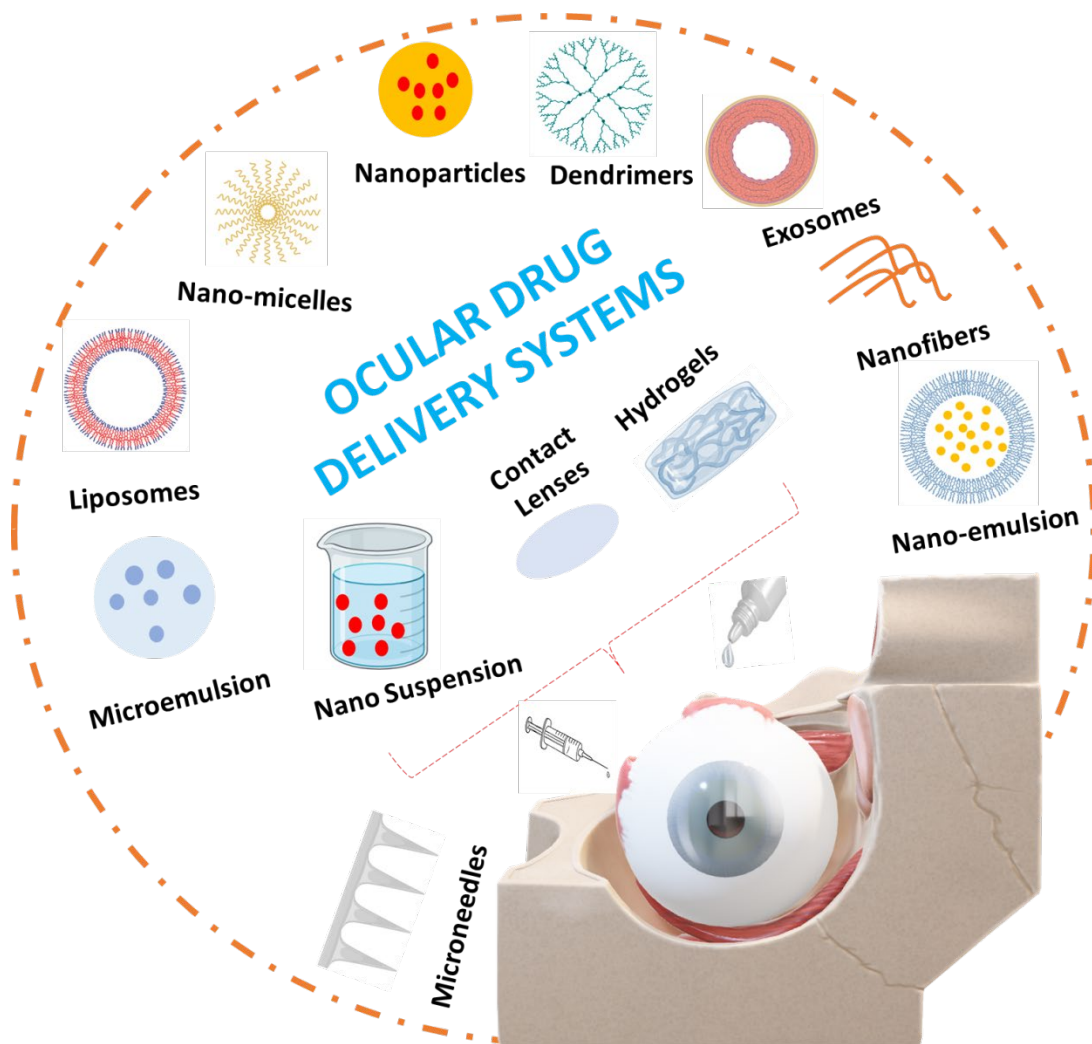 Nanoparticles
Dendrimers
Exosomes
Nano-micelles
OCULAR DRUG
DELIVERY SYSTEMS
Nanofibers
Liposomes
Contact
Lenses
Hydrogels
Nano-emulsion
Microemulsion
Nano Suspension
Microneedles